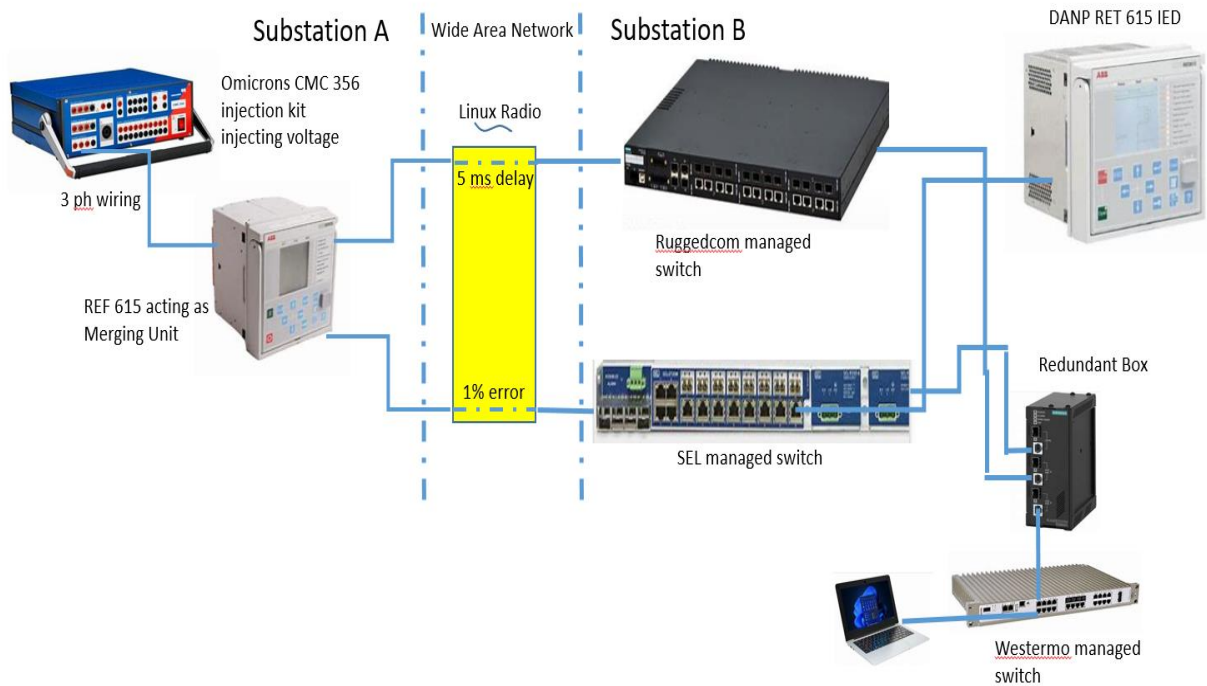 Substation A
Wide Area Network
Substation B
DANP RET 615 IED
Omicrons CMC 356
injection kit
injecting voltage
Linux Radio
5 ms delay
3 ph wiring
Ruggedcom managed
switch
REF 615 acting as
Merging Unit
1% error
Redundant Box
SEL managed switch
Westermo managed
switch
ABB
ABB